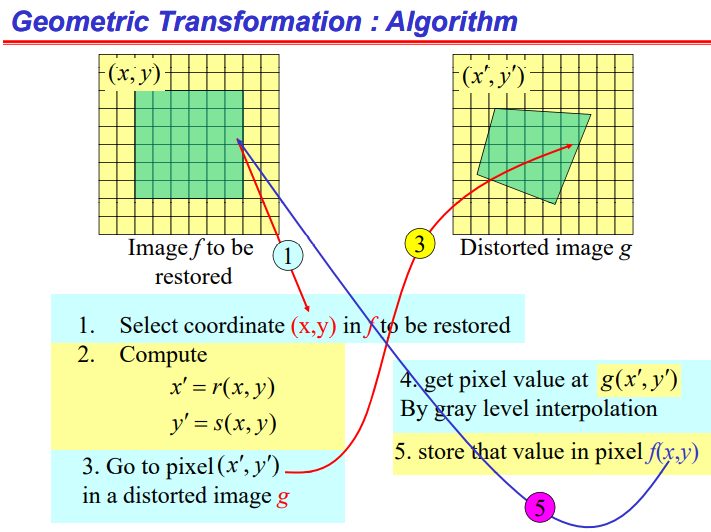 Geometric Transformation : Algorithm
(x, y)
(x′, y′)
Image f to be
restored
1
3
Distorted image g
1. Select coordinate (x,y) in f to be restored
2. Compute
x′ = r(x, y)
y′ = s(x, y)
3. Go to pixel (x′, y′)
in a distorted image g
4. get pixel value at g(x′, y′)
By gray level interpolation
5. store that value in pixel f(x,y)
5